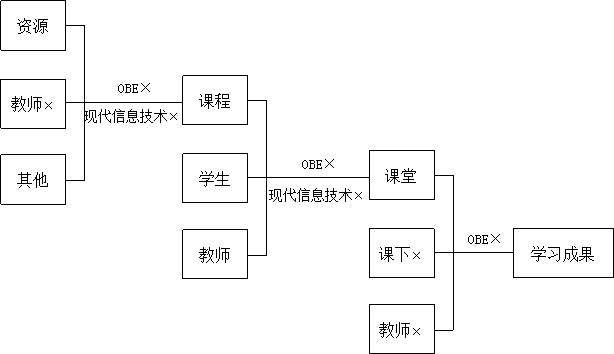 资源
教师×
OBE×
现代信息技术×
课程
其他
学生
OBE×
现代信息技术×
课堂
教师
课下×
OBE×
学习成果
教师×